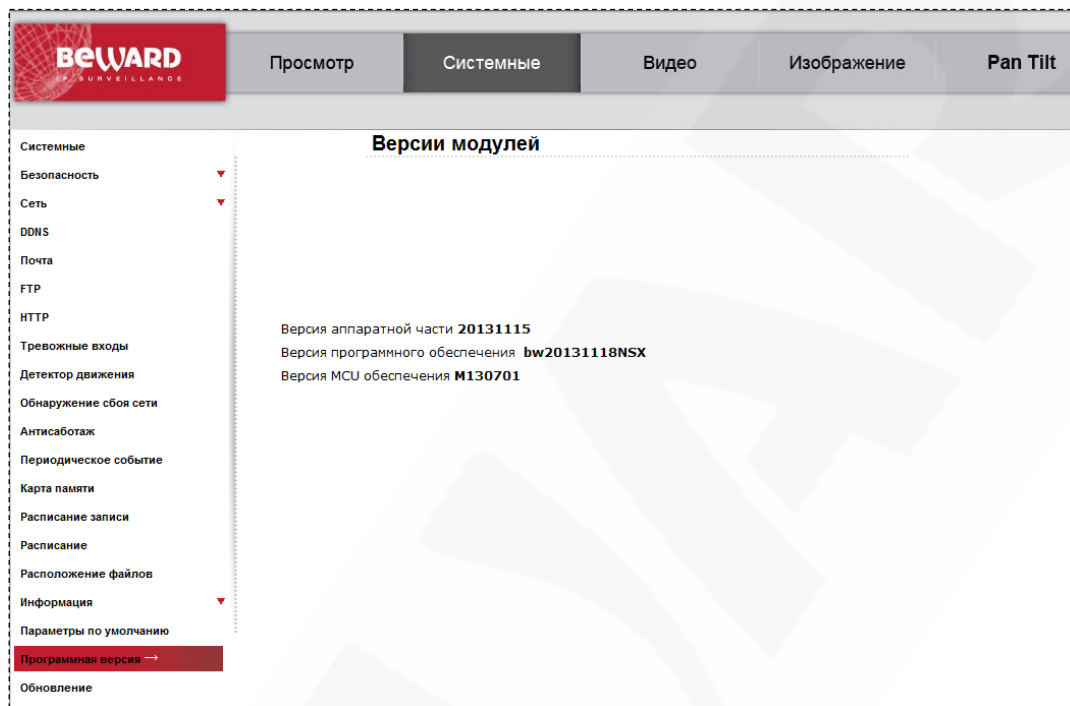 BEWARD
IP SURVEILLANCE
Просмотр
Системные
Видео
Изображение
Pan Tilt
Системные
Безопасность
Сеть
DDNS
Почта
FTP
HTTP
Тревожные входы
Детектор движения
Обнаружение сбоя сети
Антисаботаж
Периодическое событие
Карта памяти
Расписание записи
Расписание
Расположение файлов
Информация
Параметры по умолчанию
Программная версия →
Обновление
Версии модулей
Версия аппаратной части 20131115
Версия программного обеспечения bw20131118NSX
Версия MCU обеспечения M130701